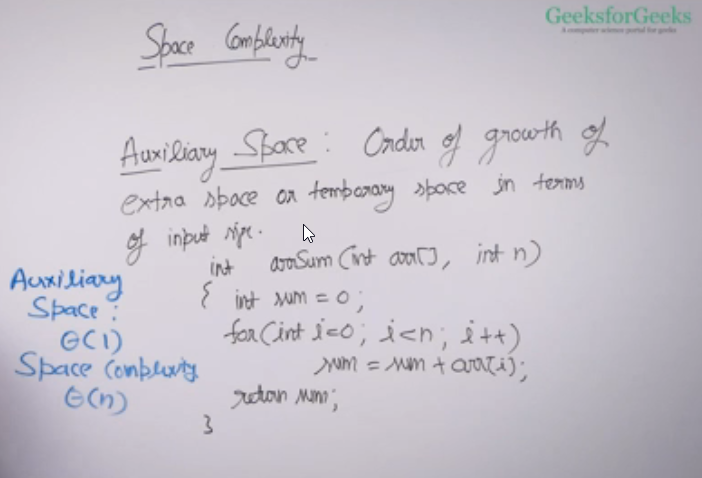 GeeksforGeeks
A computer science portal for geeks
Space Complexity
Auxiliary Space : Order of growth of
extra space or temporary space in terms
of input size.
int arrSum(int arr[], int n)
{ int sum = 0;
for(int i=0; i<n; i++)
sum = sum + arr[i];
return sum;
}
Auxiliary
Space :
Θ(1)
Space Complexity
Θ(n)